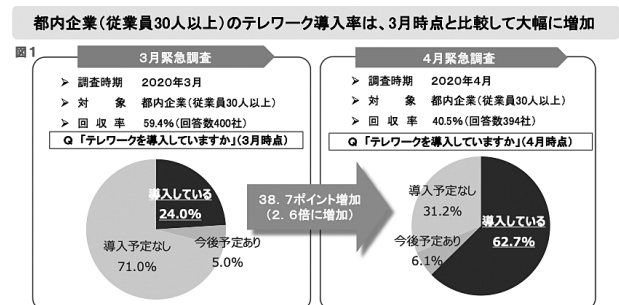 都内企業(従業員30人以上)のテレワーク導入率は、3月時点と比較して大幅に増加
図1
3月緊急調査
➢ 調査時期 2020年3月
➢ 対 象 都内企業(従業員30人以上)
➢ 回収率 59.4%(回答数400社)
Q 「テレワークを導入していますか」(3月時点)
導入している
24.0%
今後予定あり
5.0%
導入予定なし
71.0%
38.7ポイント増加
(2.6倍に増加)
4月緊急調査
➢ 調査時期 2020年4月
➢ 対 象 都内企業(従業員30人以上)
➢ 回収率 40.5%(回答数394社)
Q 「テレワークを導入していますか」(4月時点)
導入予定なし
31.2%
導入している
62.7%
今後予定あり
6.1%